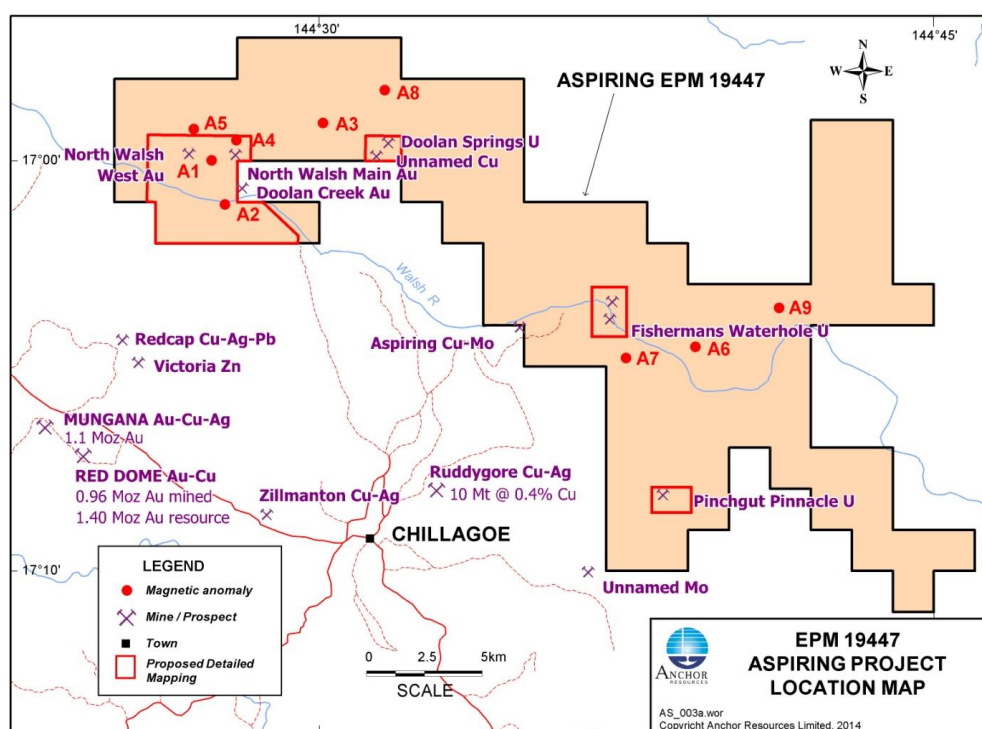 144°30'
144°45'
N
W E
S
ASPIRING EPM 19447
A8
A5
A3
A4
Doolan Springs U
Unnamed Cu
17°00'
North Walsh
West Au
A1
North Walsh Main Au
Doolan Creek Au
A2
Walsh R
A9
Fishermans Waterhole U
Aspiring Cu-Mo
A6
A7
Redcap Cu-Ag-Pb
Victoria Zn
MUNGANA Au-Cu-Ag
1.1 Moz Au
RED DOME Au-Cu
0.96 Moz Au mined
1.40 Moz Au resource
Zillmanton Cu-Ag
Ruddygore Cu-Ag
10 Mt @ 0.4% Cu
Pinchgut Pinnacle U
CHILLAGOE
17°10'
Unnamed Mo
LEGEND
Magnetic anomaly
Mine / Prospect
Town
Proposed Detailed
Mapping
0 2.5 5km
SCALE
ANCHOR
RESOURCES
EPM 19447
ASPIRING PROJECT
LOCATION MAP
AS_003a.wor
Copyright Anchor Resources Limited, 2014